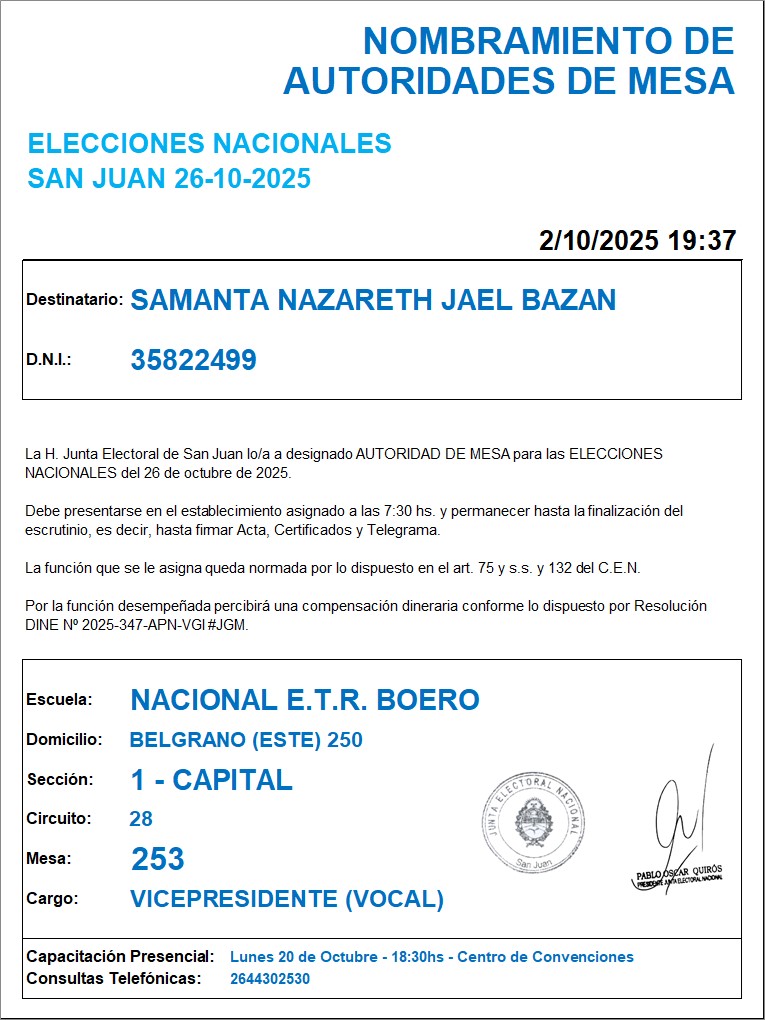 NOMBRAMIENTO DE
AUTORIDADES DE MESA
ELECCIONES NACIONALES
SAN JUAN 26-10-2025
2/10/2025 19:37
Destinatario: SAMANTA NAZARETH JAEL BAZAN
D.N.I.: 35822499
La H. Junta Electoral de San Juan lo/a a designado AUTORIDAD DE MESA para las ELECCIONES
NACIONALES del 26 de octubre de 2025.
Debe presentarse en el establecimiento asignado a las 7:30 hs. y permanecer hasta la finalización del
escrutinio, es decir, hasta firmar Acta, Certificados y Telegrama.
La función que se le asigna queda normada por lo dispuesto en el art. 75 y s.s. y 132 del C.E.N.
Por la función desempeñada percibirá una compensación dineraria conforme lo dispuesto por Resolución
DINE Nº 2025-347-APN-VGI#JGM.
Escuela: NACIONAL E.T.R. BOERO
Domicilio: BELGRANO (ESTE) 250
Sección: 1 - CAPITAL
Circuito: 28
Mesa: 253
Cargo: VICEPRESIDENTE (VOCAL)
JUNTA ELECTORAL NACIONAL
San Juan
PABLO OSCAR QUIRÓS
PRESIDENTE JUNTA ELECTORAL NACIONAL
Capacitación Presencial: Lunes 20 de Octubre - 18:30hs - Centro de Convenciones
Consultas Telefónicas: 2644302530